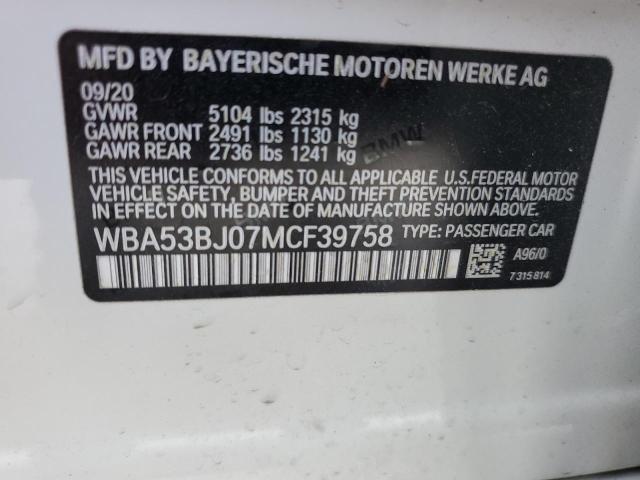 MFD BY BAYERISCHE MOTOREN WERKE AG
09/20
GVWR 5104 lbs 2315 kg
GAWR FRONT 2491 lbs 1130 kg
GAWR REAR 2736 lbs 1241 kg
BMW
THIS VEHICLE CONFORMS TO ALL APPLICABLE U.S.FEDERAL MOTOR
VEHICLE SAFETY, BUMPER AND THEFT PREVENTION STANDARDS
IN EFFECT ON THE DATE OF MANUFACTURE SHOWN ABOVE.
WBA53BJ07MCF39758 TYPE: PASSENGER CAR
A96/0
7315814